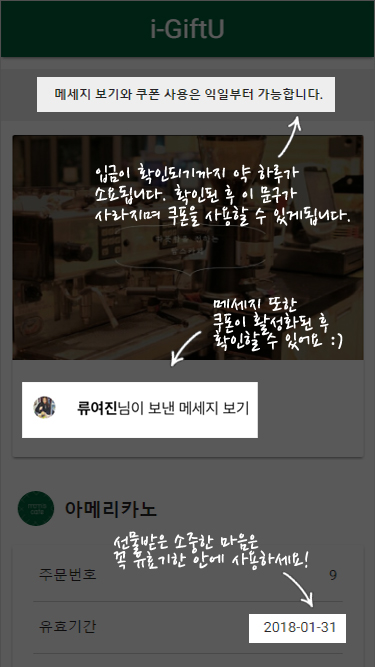 i-GiftU
메세지 보기와 쿠폰 사용은 익일부터 가능합니다.
입금이 확인되기까지 약 하루가
소요됩니다. 확인된 후 이 문구가
사라지며 쿠폰을 사용할 수 있게됩니다.
메세지 또한
쿠폰이 활성화된 후
확인할 수 있어요 :)
류여진님이 보낸 메세지 보기
아메리카노
선물받은 소중한 마음은
꼭 유효기한 안에 사용하세요!
주문번호 9
유효기간 2018-01-31